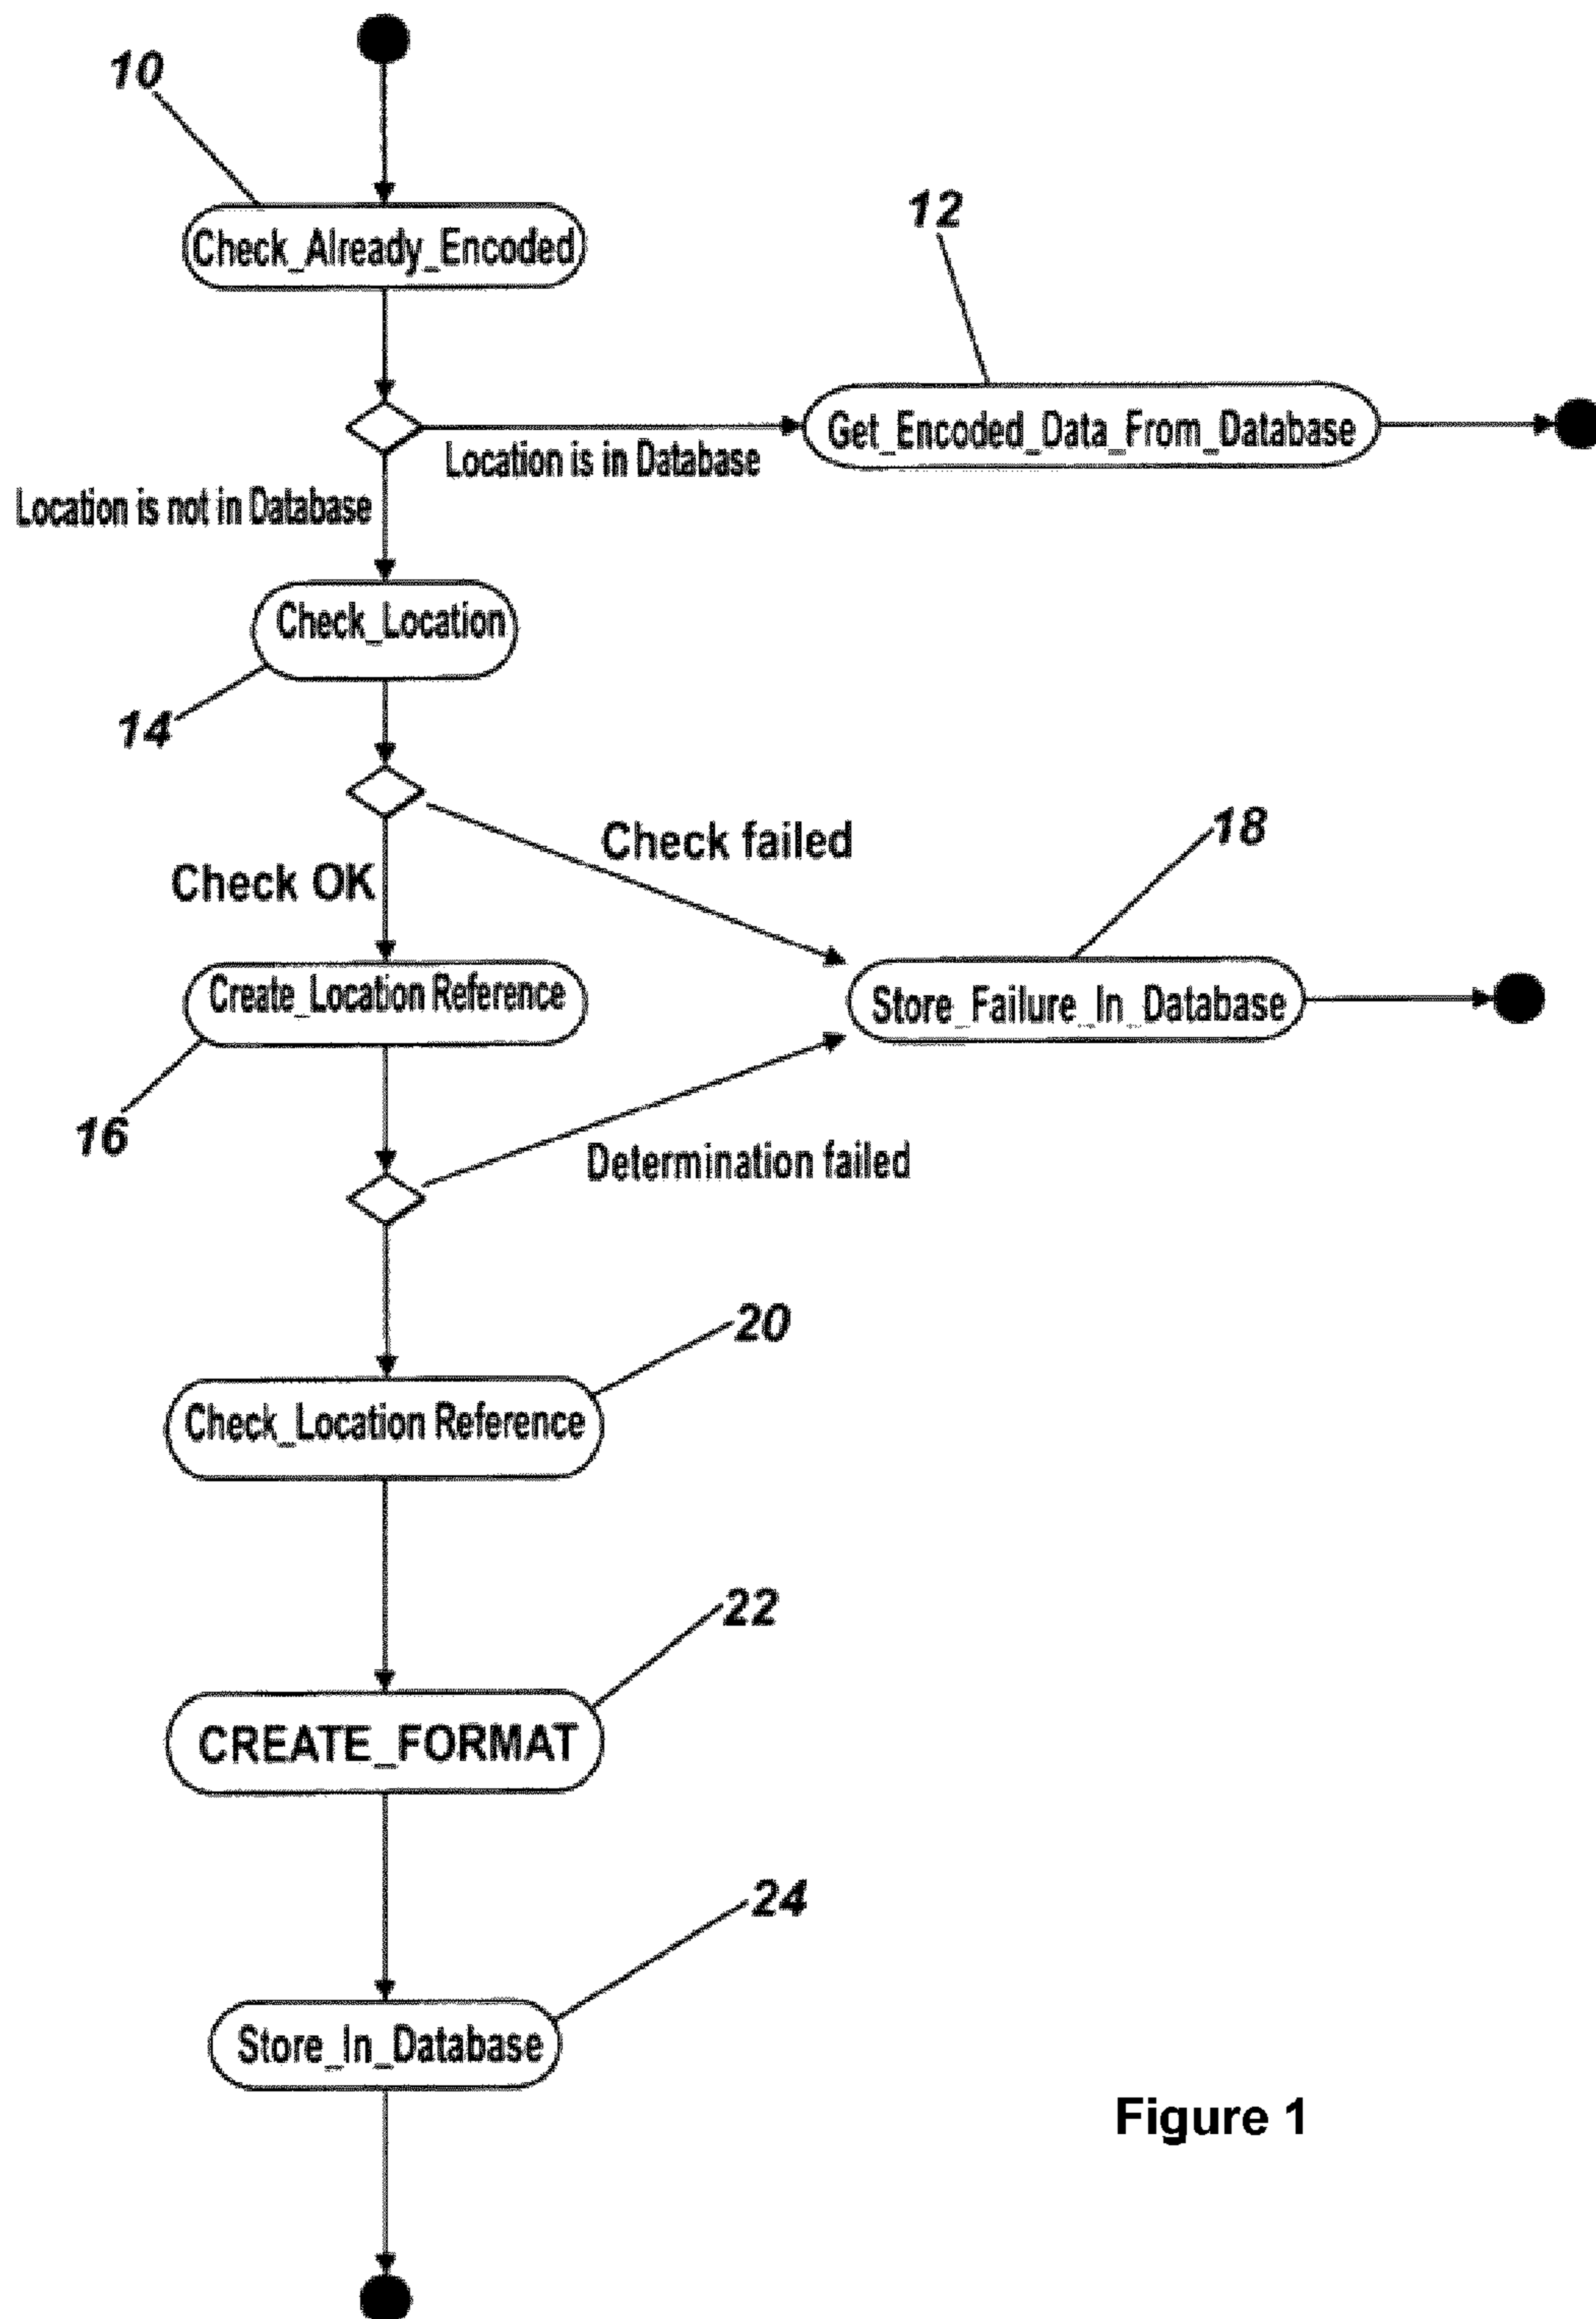 10
Check_Already_Encoded
12
Get_Encoded_Data_From_Database
Location is in Database
Location is not in Database
Check_Location
14
Check failed
18
Check OK
Create_Location Reference
Store_Failure_In_Database
16
Determination failed
20
Check_Location Reference
22
CREATE_FORMAT
24
Store_In_Database
Figure 1